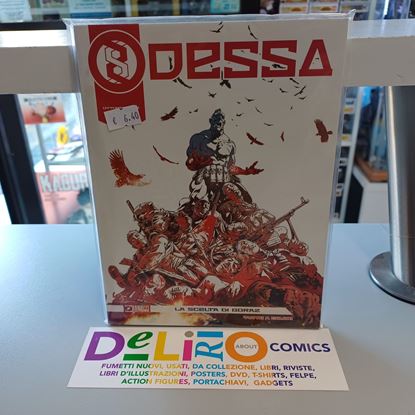 ODESSA
€ 6,40
LA SCELTA DI GORAZ
DeLiRiO ABOUT COMICS
FUMETTI NUOVI, USATI, DA COLLEZIONE, LIBRI, RIVISTE,
LIBRI D'ILLUSTRAZIONI, POSTERS, DVD, T-SHIRTS, FELPE,
ACTION FIGURES, PORTACHIAVI, GADGETS